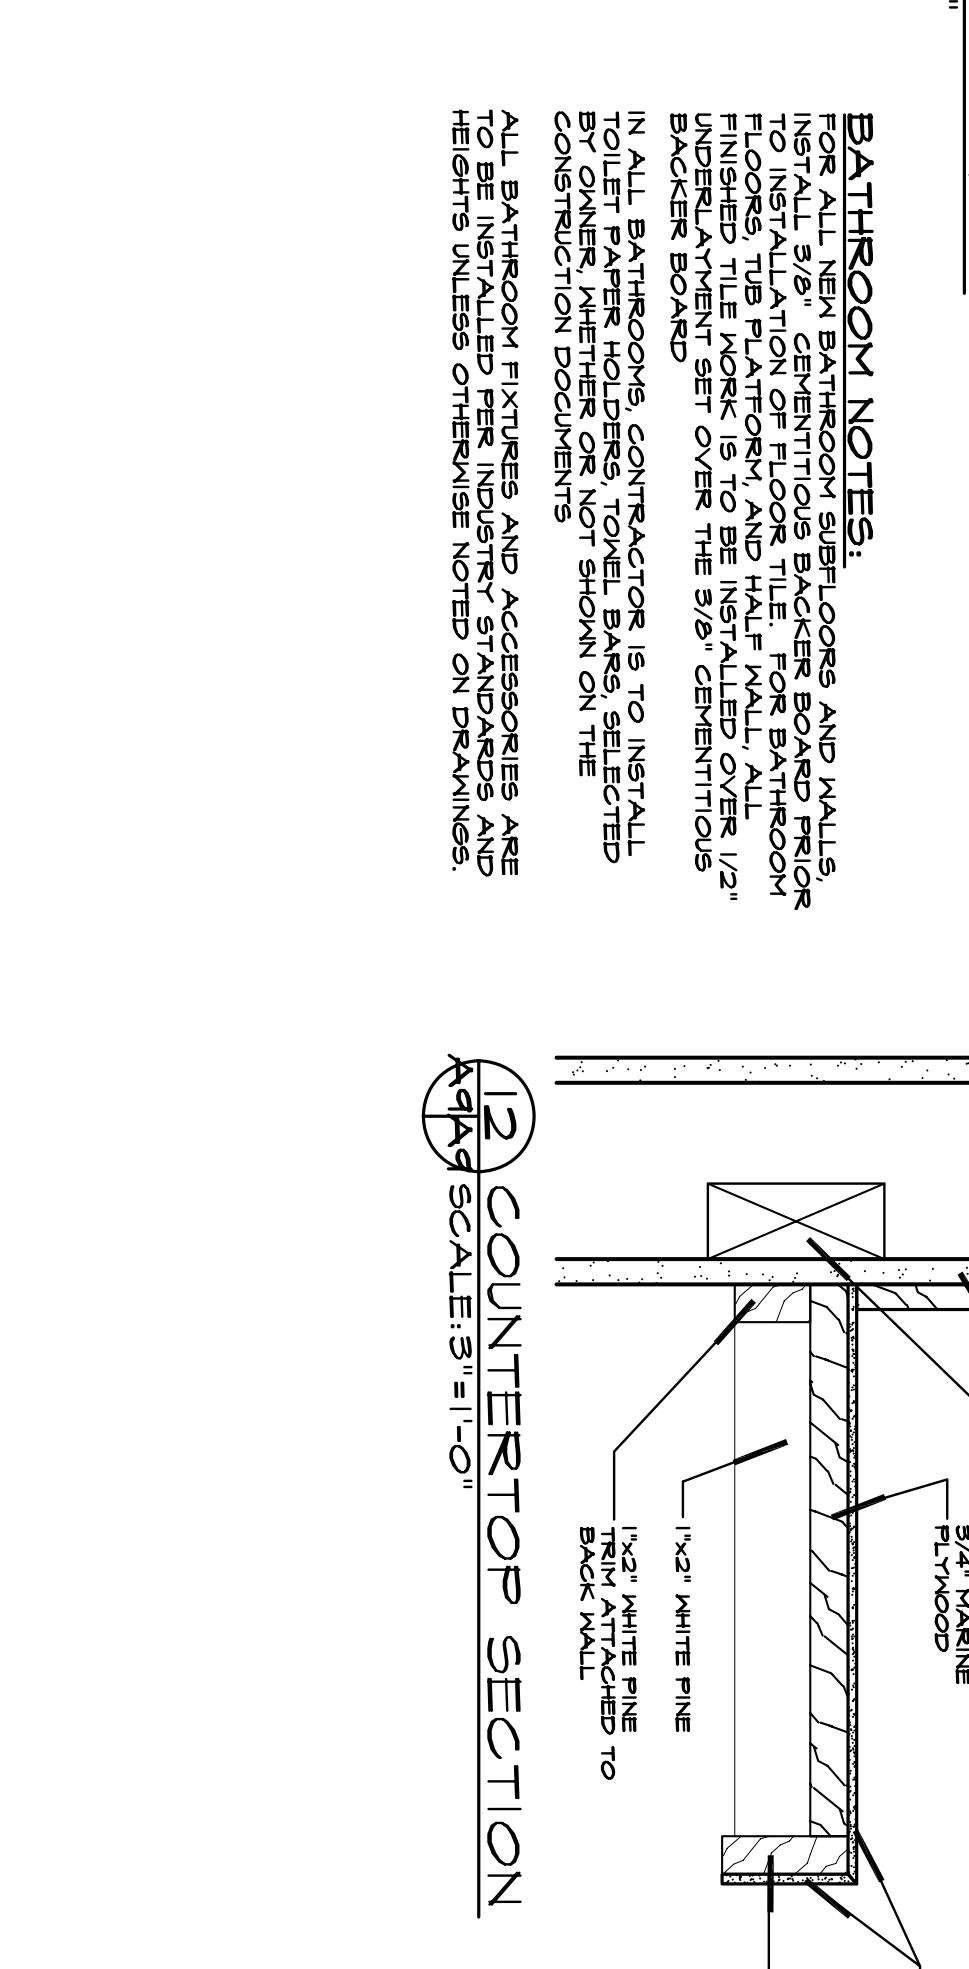 BATHROOM NOTES:
FOR ALL NEW BATHROOM SUBFLOORS AND WALLS,
INSTALL 3/8" CEMENTITIOUS BACKER BOARD PRIOR
TO INSTALLATION OF FLOOR TILE. FOR BATHROOM
FLOORS, TUB PLATFORM, AND HALF WALL, ALL
FINISHED TILE WORK IS TO BE INSTALLED OVER 1/2"
UNDERLAYMENT SET OVER THE 3/8" CEMENTITIOUS
BACKER BOARD
IN ALL BATHROOMS, CONTRACTOR IS TO INSTALL
TOILET PAPER HOLDERS, TOWEL BARS, SELECTED
BY OWNER, WHETHER OR NOT SHOWN ON THE
CONSTRUCTION DOCUMENTS
ALL BATHROOM FIXTURES AND ACCESSORIES ARE
TO BE INSTALLED PER INDUSTRY STANDARDS AND
HEIGHTS UNLESS OTHERWISE NOTED ON DRAWINGS.
3/4" MARINE
PLYWOOD
1"x2" WHITE PINE
1"x2" WHITE PINE
TRIM ATTACHED TO
BACK WALL
12 COUNTERTOP SECTION
A9 A9 SCALE:3"=1'-0"